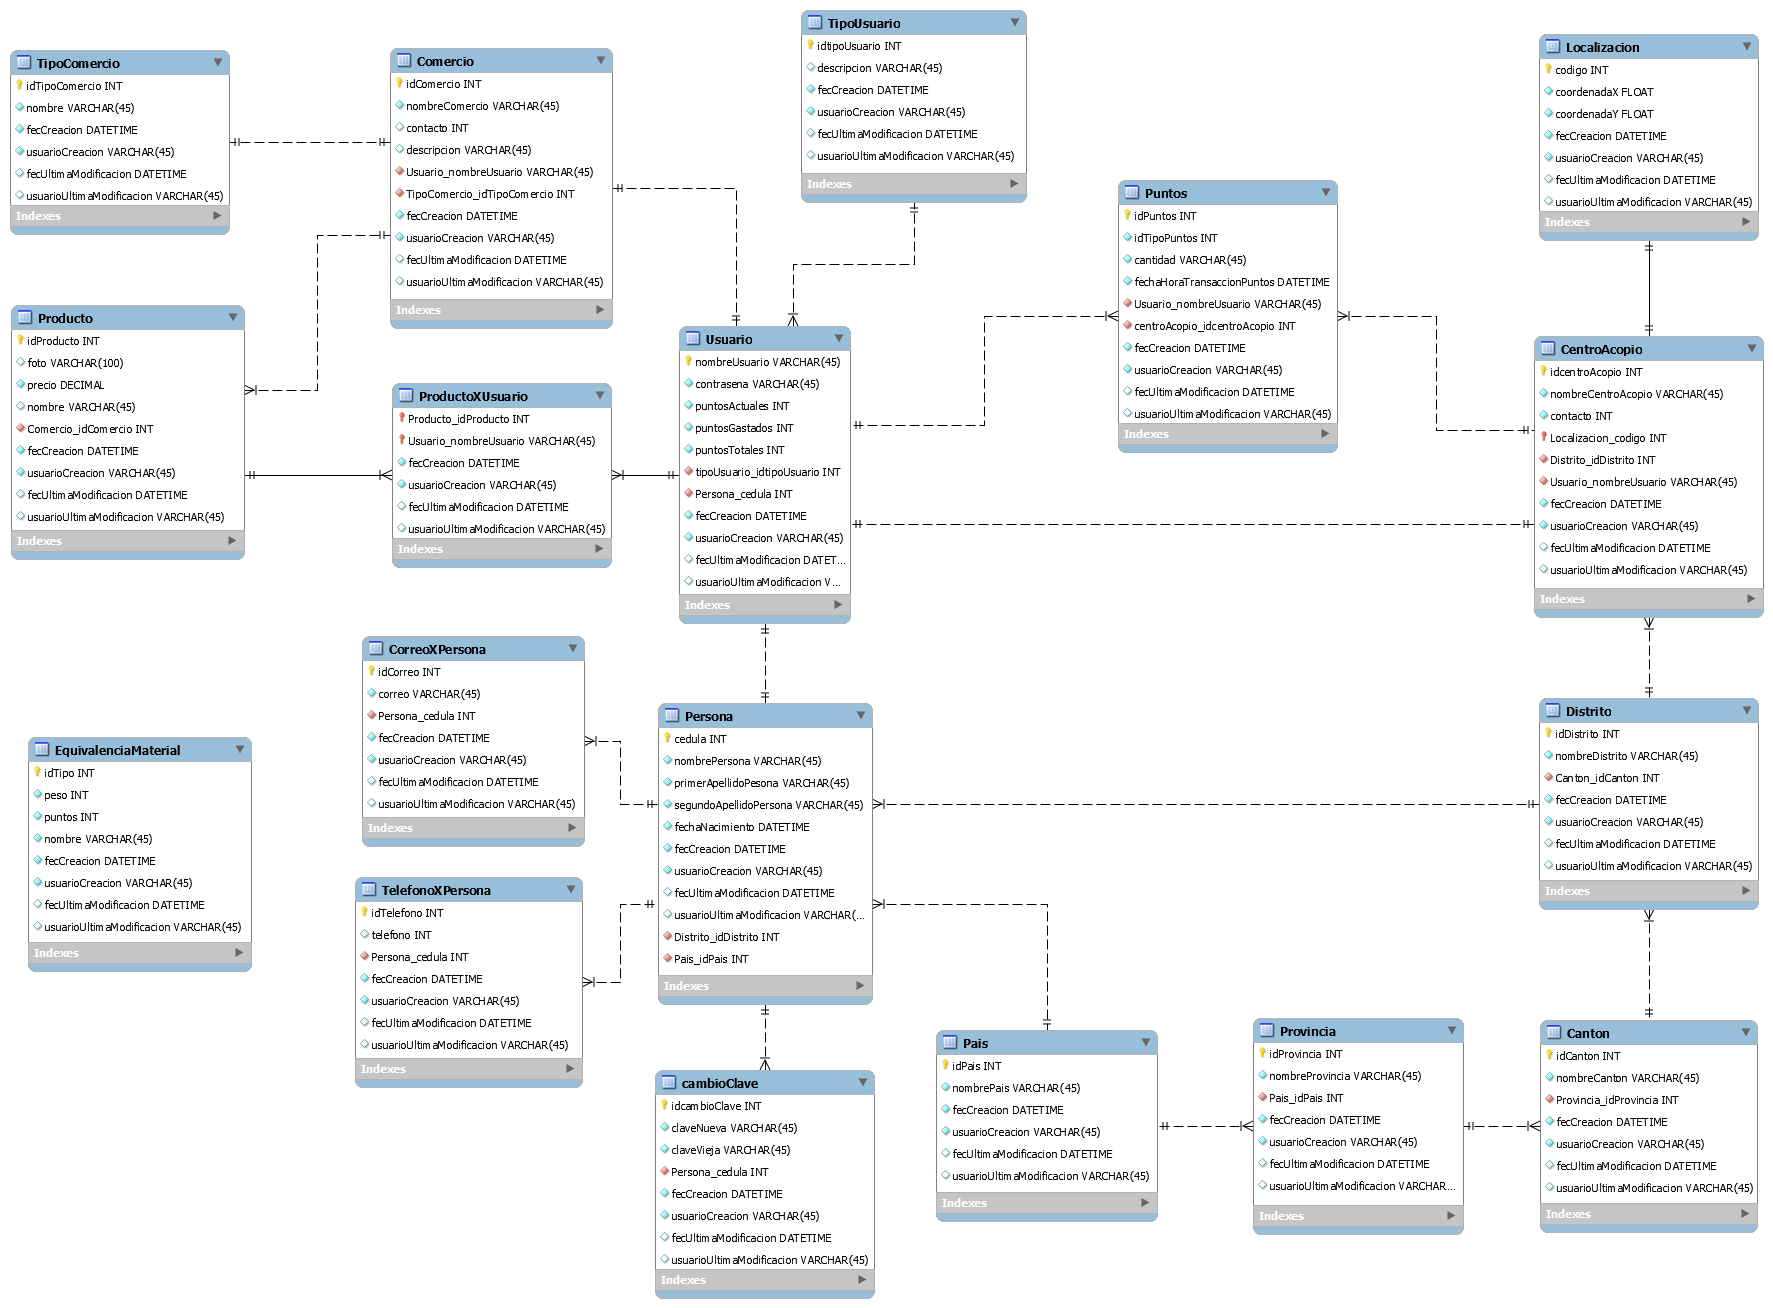 TipoComercio
idTipoComercio INT
nombre VARCHAR(45)
fecCreacion DATETIME
usuarioCreacion VARCHAR(45)
fecUltimaModificacion DATETIME
usuarioUltimaModificacion VARCHAR(45)
Indexes
Comercio
idComercio INT
nombreComercio VARCHAR(45)
contacto INT
descripcion VARCHAR(45)
Usuario_nombreUsuario VARCHAR(45)
TipoComercio_idTipoComercio INT
fecCreacion DATETIME
usuarioCreacion VARCHAR(45)
fecUltimaModificacion DATETIME
usuarioUltimaModificacion VARCHAR(45)
Indexes
TipoUsuario
idtipoUsuario INT
descripcion VARCHAR(45)
fecCreacion DATETIME
usuarioCreacion VARCHAR(45)
fecUltimaModificacion DATETIME
usuarioUltimaModificacion VARCHAR(45)
Indexes
Localizacion
codigo INT
coordenadaX FLOAT
coordenadaY FLOAT
fecCreacion DATETIME
usuarioCreacion VARCHAR(45)
fecUltimaModificacion DATETIME
usuarioUltimaModificacion VARCHAR(45)
Indexes
Puntos
idPuntos INT
idTipoPuntos INT
cantidad VARCHAR(45)
fechaHoraTransaccionPuntos DATETIME
Usuario_nombreUsuario VARCHAR(45)
centroAcopio_idcentroAcopio INT
fecCreacion DATETIME
usuarioCreacion VARCHAR(45)
fecUltimaModificacion DATETIME
usuarioUltimaModificacion VARCHAR(45)
Indexes
Producto
idProducto INT
foto VARCHAR(100)
precio DECIMAL
nombre VARCHAR(45)
Comercio_idComercio INT
fecCreacion DATETIME
usuarioCreacion VARCHAR(45)
fecUltimaModificacion DATETIME
usuarioUltimaModificacion VARCHAR(45)
Indexes
ProductoXUsuario
Producto_idProducto INT
Usuario_nombreUsuario VARCHAR(45)
fecCreacion DATETIME
usuarioCreacion VARCHAR(45)
fecUltimaModificacion DATETIME
usuarioUltimaModificacion VARCHAR(45)
Indexes
Usuario
nombreUsuario VARCHAR(45)
contrasena VARCHAR(45)
puntosActuales INT
puntosGastados INT
puntosTotales INT
tipoUsuario_idtipoUsuario INT
Persona_cedula INT
fecCreacion DATETIME
usuarioCreacion VARCHAR(45)
fecUltimaModificacion DATET...
usuarioUltimaModificacion V...
Indexes
CentroAcopio
idcentroAcopio INT
nombreCentroAcopio VARCHAR(45)
contacto INT
Localizacion_codigo INT
Distrito_idDistrito INT
Usuario_nombreUsuario VARCHAR(45)
fecCreacion DATETIME
usuarioCreacion VARCHAR(45)
fecUltimaModificacion DATETIME
usuarioUltimaModificacion VARCHAR(45)
Indexes
CorreoXPersona
idCorreo INT
correo VARCHAR(45)
Persona_cedula INT
fecCreacion DATETIME
usuarioCreacion VARCHAR(45)
fecUltimaModificacion DATETIME
usuarioUltimaModificacion VARCHAR(45)
Indexes
EquivalenciaMaterial
idTipo INT
peso INT
puntos INT
nombre VARCHAR(45)
fecCreacion DATETIME
usuarioCreacion VARCHAR(45)
fecUltimaModificacion DATETIME
usuarioUltimaModificacion VARCHAR(45)
Indexes
Persona
cedula INT
nombrePersona VARCHAR(45)
primerApellidoPesona VARCHAR(45)
segundoApellidoPersona VARCHAR(45)
fechaNacimiento DATETIME
fecCreacion DATETIME
usuarioCreacion VARCHAR(45)
fecUltimaModificacion DATETIME
usuarioUltimaModificacion VARCHAR(...
Distrito_idDistrito INT
Pais_idPais INT
Indexes
Distrito
idDistrito INT
nombreDistrito VARCHAR(45)
Canton_idCanton INT
fecCreacion DATETIME
usuarioCreacion VARCHAR(45)
fecUltimaModificacion DATETIME
usuarioUltimaModificacion VARCHAR(45)
Indexes
TelefonoXPersona
idTelefono INT
telefono INT
Persona_cedula INT
fecCreacion DATETIME
usuarioCreacion VARCHAR(45)
fecUltimaModificacion DATETIME
usuarioUltimaModificacion VARCHAR(45)
Indexes
cambioClave
idcambioClave INT
claveNueva VARCHAR(45)
claveVieja VARCHAR(45)
Persona_cedula INT
fecCreacion DATETIME
usuarioCreacion VARCHAR(45)
fecUltimaModificacion DATETIME
usuarioUltimaModificacion VARCHAR(45)
Indexes
Pais
idPais INT
nombrePais VARCHAR(45)
fecCreacion DATETIME
usuarioCreacion VARCHAR(45)
fecUltimaModificacion DATETIME
usuarioUltimaModificacion VARCHAR(45)
Indexes
Provincia
idProvincia INT
nombreProvincia VARCHAR(45)
Pais_idPais INT
fecCreacion DATETIME
usuarioCreacion VARCHAR(45)
fecUltimaModificacion DATETIME
usuarioUltimaModificacion VARCHAR...
Indexes
Canton
idCanton INT
nombreCanton VARCHAR(45)
Provincia_idProvincia INT
fecCreacion DATETIME
usuarioCreacion VARCHAR(45)
fecUltimaModificacion DATETIME
usuarioUltimaModificacion VARCHAR(45)
Indexes